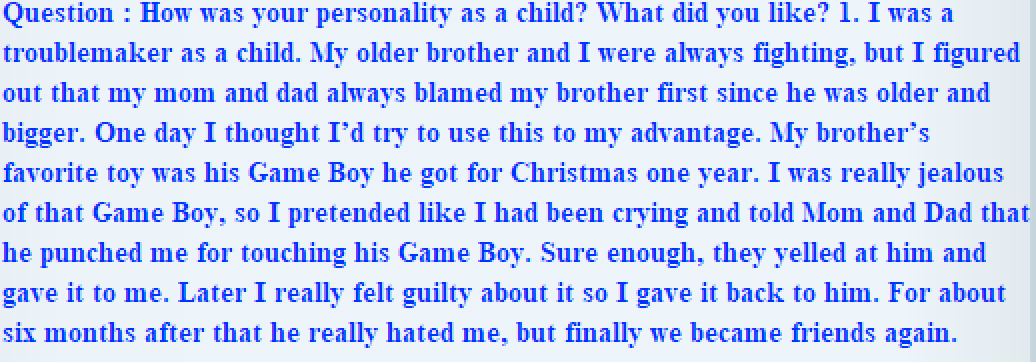 Question : How was your personality as a child? What did you like? 1. I was a
troublemaker as a child. My older brother and I were always fighting, but I figured
out that my mom and dad always blamed my brother first since he was older and
bigger. One day I thought I’d try to use this to my advantage. My brother’s
favorite toy was his Game Boy he got for Christmas one year. I was really jealous
of that Game Boy, so I pretended like I had been crying and told Mom and Dad that
he punched me for touching his Game Boy. Sure enough, they yelled at him and
gave it to me. Later I really felt guilty about it so I gave it back to him. For about
six months after that he really hated me, but finally we became friends again.